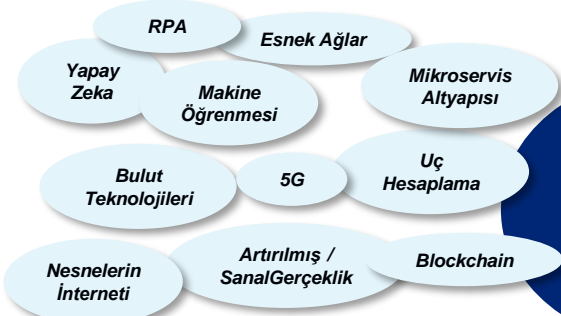 RPA
Esnek Ağlar
Yapay
Zeka
Makine
Öğrenmesi
Mikroservis
Altyapısı
Bulut
Teknolojileri
5G
Uç
Hesaplama
Nesnelerin
İnterneti
Artırılmış /
SanalGerçeklik
Blockchain